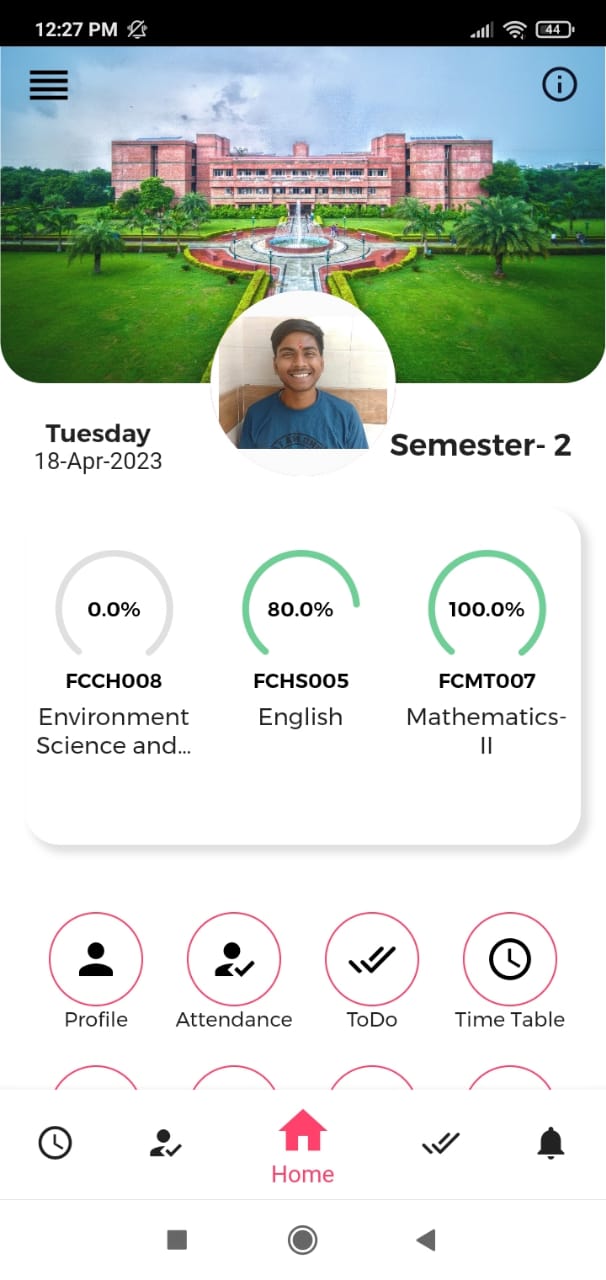 12:27 PM
44
Tuesday
18-Apr-2023
Semester- 2
0.0%
80.0%
100.0%
FCCH008
FCHS005
FCMT007
Environment
Science and...
English
Mathematics-
II
Profile
Attendance
ToDo
Time Table
Home